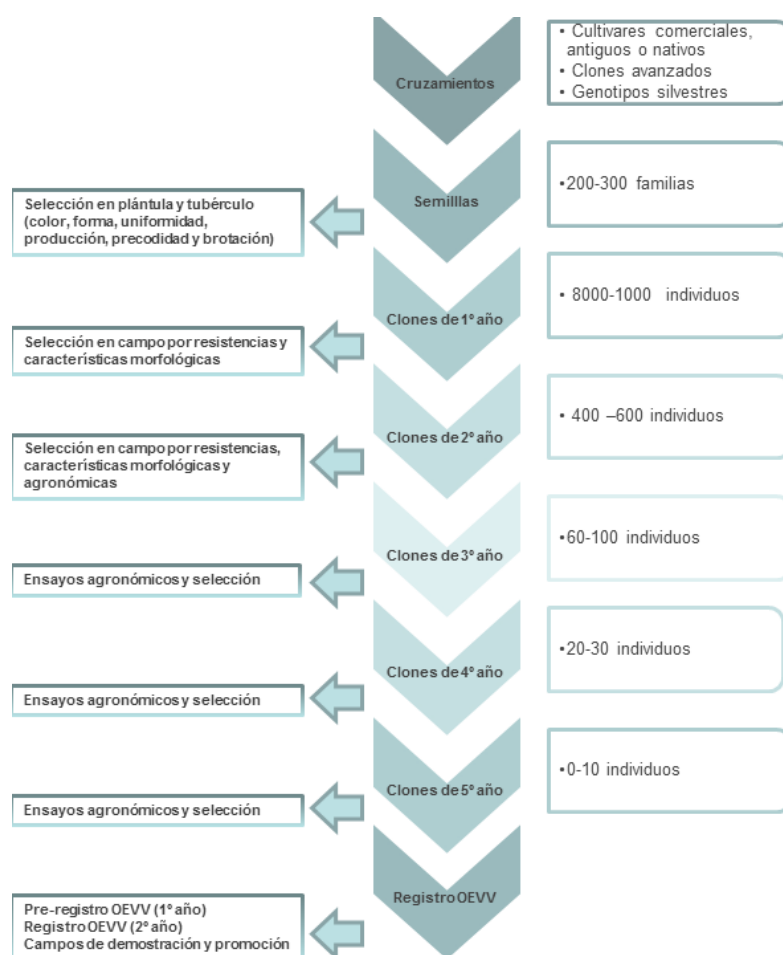 Cruzamientos
• Cultivares comerciales,
antiguos o nativos
• Clones avanzados
• Genotipos silvestres
Semilllas
•200-300 familias
Selección en plántula y tubérculo
(color, forma, uniformidad,
producción, precodidad y brotación)
Clones de 1º año
• 8000-1000 individuos
Selección en campo por resistencias y
características morfológicas
Clones de 2º año
• 400 –600 individuos
Selección en campo por resistencias,
características morfológicas y
agronómicas
Clones de 3º año
•60-100 individuos
Ensayos agronómicos y selección
Clones de 4º año
•20-30 individuos
Ensayos agronómicos y selección
Clones de 5º año
•0-10 individuos
Ensayos agronómicos y selección
Registro OEVV
Pre-registro OEVV (1º año)
Registro OEVV (2º año)
Campos de demostración y promoción